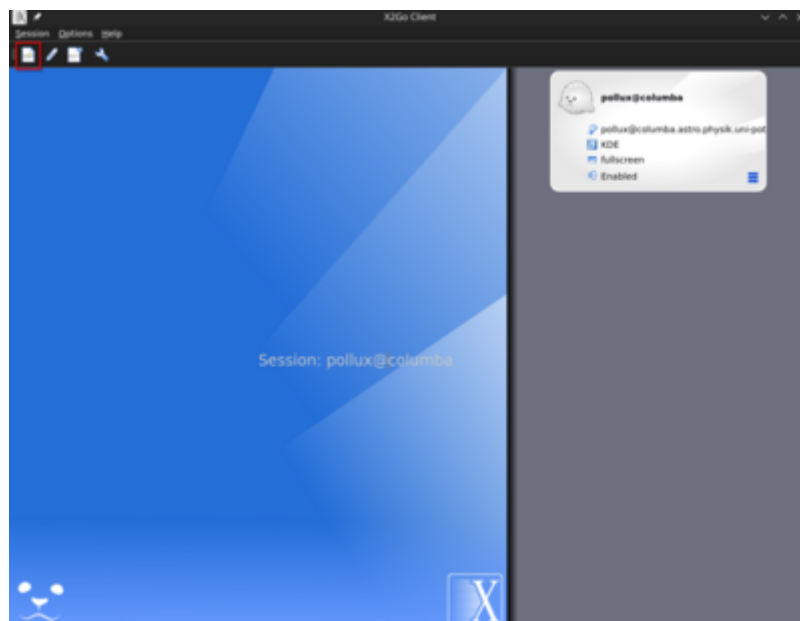 X2Go Client
Session Options Help
pollux@columba
pollux@columba.astro.physik.uni-pot
KDE
fullscreen
Enabled
Session: pollux@columba
X